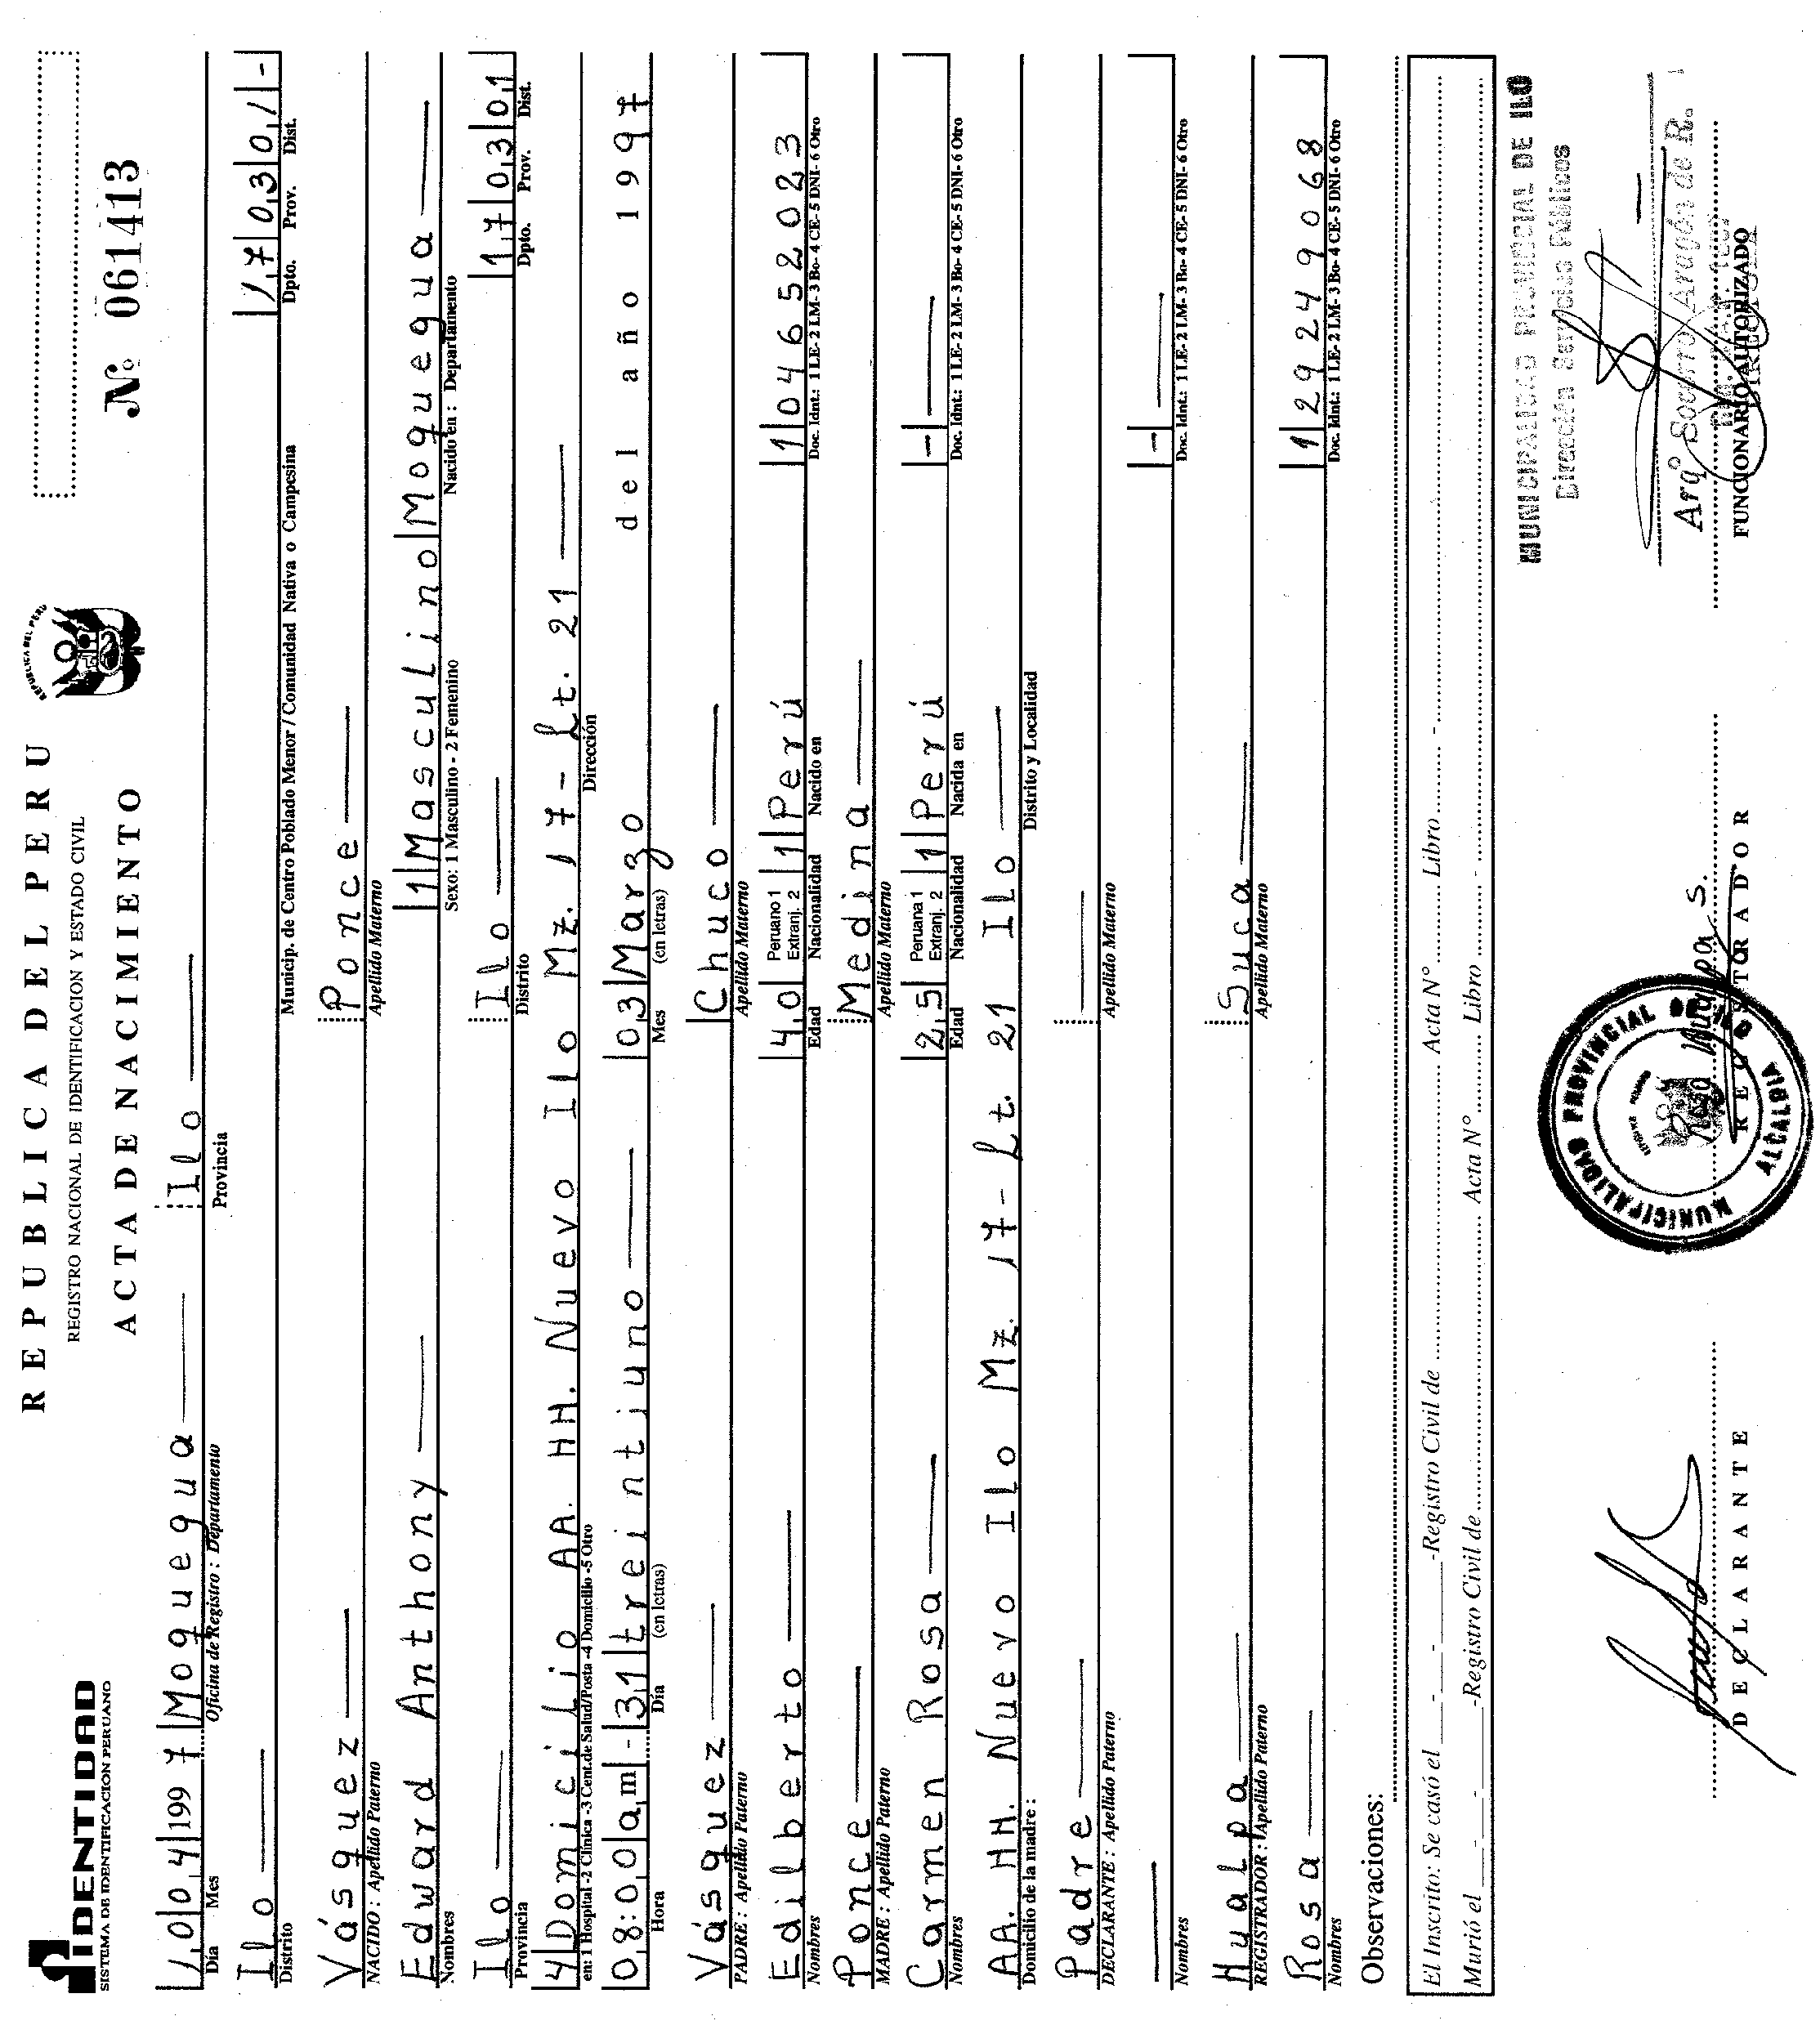 IDENTIDAD
SISTEMA DE IDENTIFICACION PERUANO
REPUBLICA DEL PERU
REGISTRO NACIONAL DE IDENTIFICACION Y ESTADO CIVIL
ACTA DE NACIMIENTO
REPUBLICA DEL PERU
Nº 061413
10 04 1997 Moquegua Ilo
Día Mes Oficina de Registro : Departamento Provincia
Ilo 17 03 01 -
Distrito Municip. de Centro Poblado Menor / Comunidad Nativa o Campesina Dpto. Prov. Dist.
Vásquez Ponce
NACIDO : Apellido Paterno Apellido Materno
Edward Anthony 1 Masculino Moquegua
Nombres Sexo: 1 Masculino - 2 Femenino Nacido en : Departamento
Ilo Ilo 17 03 01
Provincia Distrito Dpto. Prov. Dist.
4 Domicilio AA. HH. Nuevo Ilo Mz. 17 - Lt. 21
en: 1 Hospital -2 Clínica -3 Cent.de Salud/Posta -4 Domicilio -5 Otro Dirección
08:00 am - 31 treintiuno 03 Marzo del año 1997
Hora Día (en letras) Mes (en letras)
Vásquez Chuco
PADRE : Apellido Paterno Apellido Materno
Edilberto 40 Peruano 1 Extranj. 2 1 Perú 1 04652023
Nombres Edad Nacionalidad Nacido en Doc. Idnt.: 1 LE- 2 LM- 3 Bo- 4 CE- 5 DNI- 6 Otro
Ponce Medina
MADRE : Apellido Paterno Apellido Materno
Carmen Rosa 25 Peruana 1 Extranj. 2 1 Perú -
Nombres Edad Nacionalidad Nacida en Doc. Idnt.: 1 LE- 2 LM- 3 Bo- 4 CE- 5 DNI- 6 Otro
AA. HH. Nuevo Ilo Mz. 17 - Lt. 21 Ilo
Domicilio de la madre : Distrito y Localidad
Padre
DECLARANTE : Apellido Paterno Apellido Materno
-
Nombres Doc. Idnt.: 1 LE- 2 LM- 3 Bo- 4 CE- 5 DNI- 6 Otro
Hualpa Suca
REGISTRADOR : Apellido Paterno Apellido Materno
Rosa 1 29249068
Nombres Doc. Idnt.: 1 LE- 2 LM- 3 Bo- 4 CE- 5 DNI- 6 Otro
Observaciones:
El Inscrito: Se casó el ___-___-___-Registro Civil de ........ Acta N° ........ Libro........ - ........
Murió el ___-___-___-Registro Civil de........ Acta N° ........ Libro ........ - ........
MUNICIPALIDAD PROVINCIAL DE ILO
Dirección Servicios Públicos
MUNICIPALIDAD PROVINCIAL DE ILO
ALCALDIA
Rosa Hualpa S.
Arqº Socorro Aragón de R.
DIRECTORA
DECLARANTE REGISTRADOR FUNCIONARIO AUTORIZADO